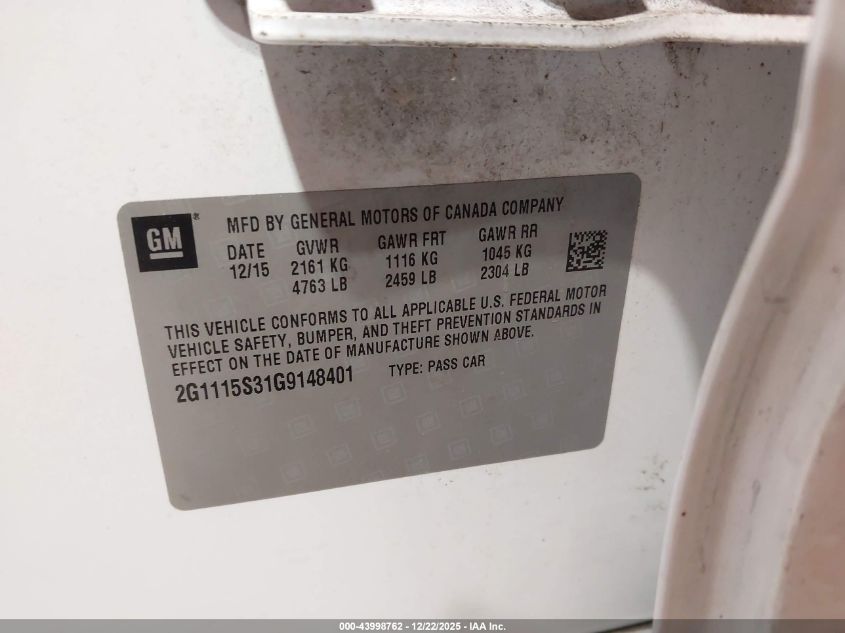 GM®
MFD BY GENERAL MOTORS OF CANADA COMPANY
DATE GVWR GAWR FRT GAWR RR
12/15 2161 KG 1116 KG 1045 KG
4763 LB 2459 LB 2304 LB
THIS VEHICLE CONFORMS TO ALL APPLICABLE U.S. FEDERAL MOTOR
VEHICLE SAFETY, BUMPER, AND THEFT PREVENTION STANDARDS IN
EFFECT ON THE DATE OF MANUFACTURE SHOWN ABOVE.
2G1115S31G9148401 TYPE: PASS CAR
000-43998762 - 12/22/2025 - IAA Inc.